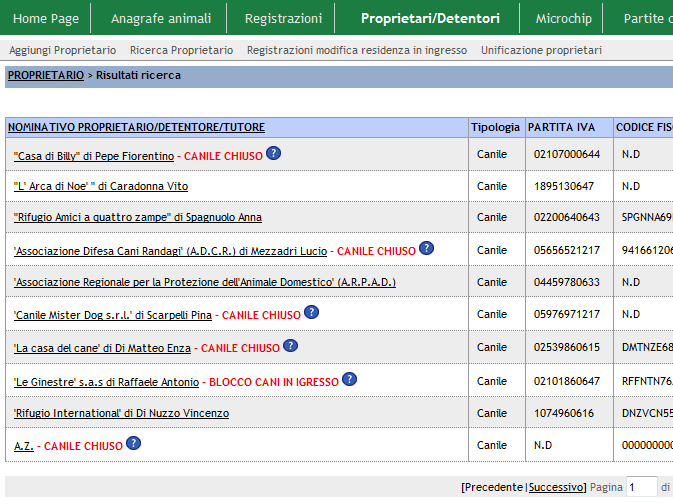 Home Page Anagrafe animali Registrazioni Proprietari/Detentori Microchip Partite
Aggiungi Proprietario Ricerca Proprietario Registrazioni modifica residenza in ingresso Unificazione proprietari
PROPRIETARIO > Risultati ricerca
NOMINATIVO PROPRIETARIO/DETENTORE/TUTORE Tipologia PARTITA IVA CODICE FIS
"Casa di Billy" di Pepe Fiorentino - CANILE CHIUSO ? Canile 02107000644 N.D
"L' Arca di Noe' " di Caradonna Vito Canile 1895130647 N.D
"Rifugio Amici a quattro zampe" di Spagnuolo Anna Canile 02200640643 SPGNNA69
'Associazione Difesa Cani Randagi' (A.D.C.R.) di Mezzadri Lucio - CANILE CHIUSO ? Canile 05656521217 941661206
'Associazione Regionale per la Protezione dell'Animale Domestico' (A.R.P.A.D.) Canile 04459780633 N.D
'Canile Mister Dog s.r.l.' di Scarpelli Pina - CANILE CHIUSO ? Canile 05976971217 N.D
'La casa del cane' di Di Matteo Enza - CANILE CHIUSO ? Canile 02539860615 DMTNZE68
'Le Ginestre' s.a.s di Raffaele Antonio - BLOCCO CANI IN INGRESSO ? Canile 02101860647 RFFNTN76
'Rifugio International' di Di Nuzzo Vincenzo Canile 1074960616 DNZVCN55
A.Z. - CANILE CHIUSO ? Canile N.D 000000000
[Precedente|Successivo] Pagina 1 di